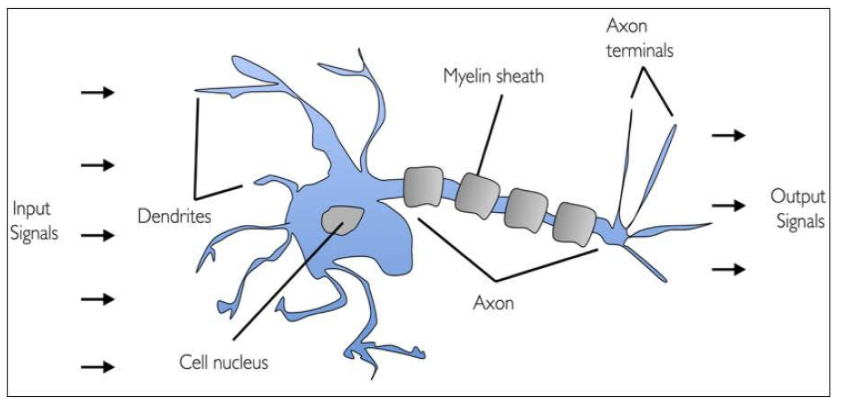 Axon
terminals
Myelin sheath
Input
Signals
Dendrites
Output
Signals
Axon
Cell nucleus